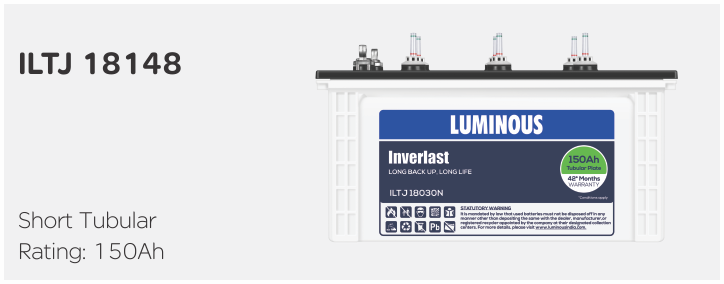 ILTJ 18148
LUMINOUS
Inverlast
LONG BACK UP, LONG LIFE
ILTJ18030N
150Ah
Tubular Plate
42* Months
WARRANTY
*Conditions apply
Pb
STATUTORY WARNING
It is mandated by law that used batteries must not be disposed off in any
manner other than depositing the same with the dealer, manufacturer, or
registered recycler appointed by the company at their designated collection
centers. For more details, please visit www.luminousindia.com.
Short Tubular
Rating: 150Ah